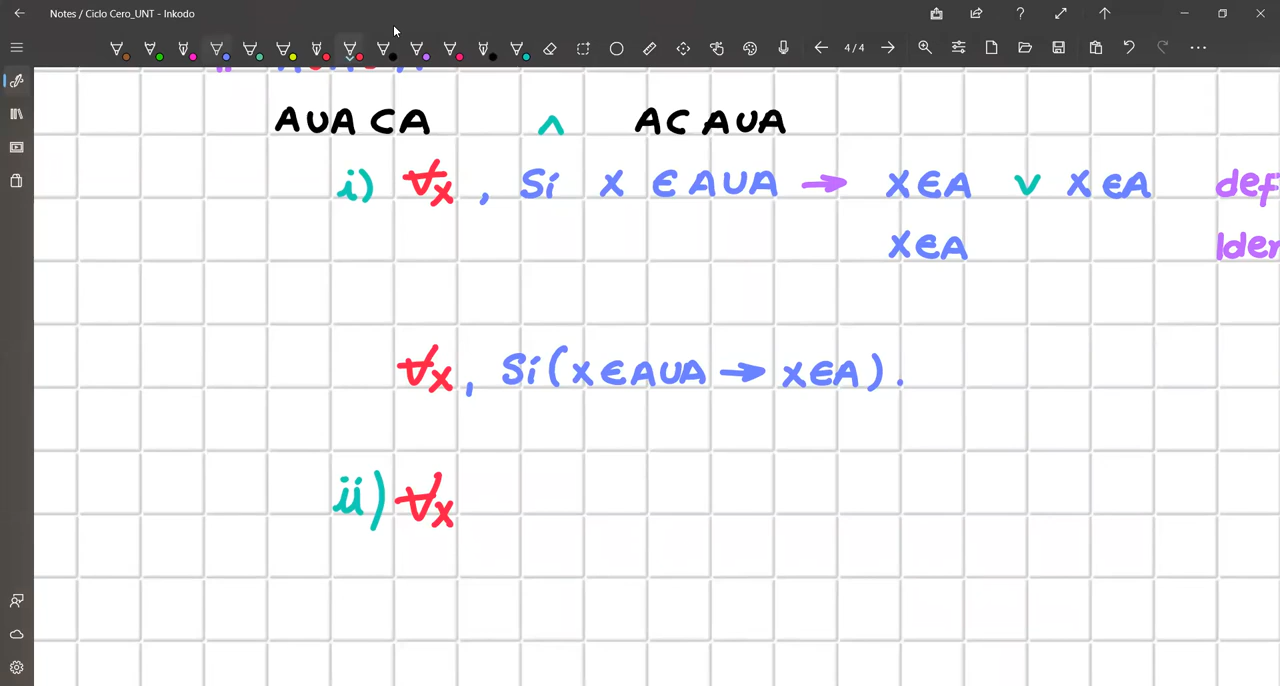 Notes / Ciclo Cero_UNT - Inkodo
4/4
AUA ⊂ A ∧ A ⊂ AUA
i) ∀x, Si x ∈ AUA → x∈A ∨ x∈A def
x∈A Iden
∀x, Si(x∈AUA → x∈A).
ii) ∀x